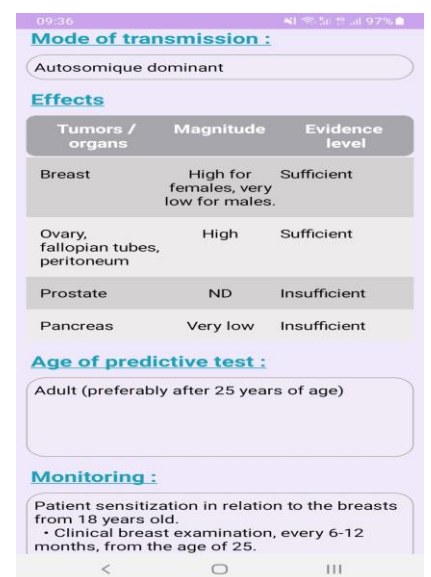 09:36
97%
Mode of transmission :
Autosomique dominant
Effects
Tumors / organs Magnitude Evidence level
Breast High for females, very low for males. Sufficient
Ovary, fallopian tubes, peritoneum High Sufficient
Prostate ND Insufficient
Pancreas Very low Insufficient
Age of predictive test :
Adult (preferably after 25 years of age)
Monitoring :
Patient sensitization in relation to the breasts
from 18 years old.
• Clinical breast examination, every 6-12
months, from the age of 25.